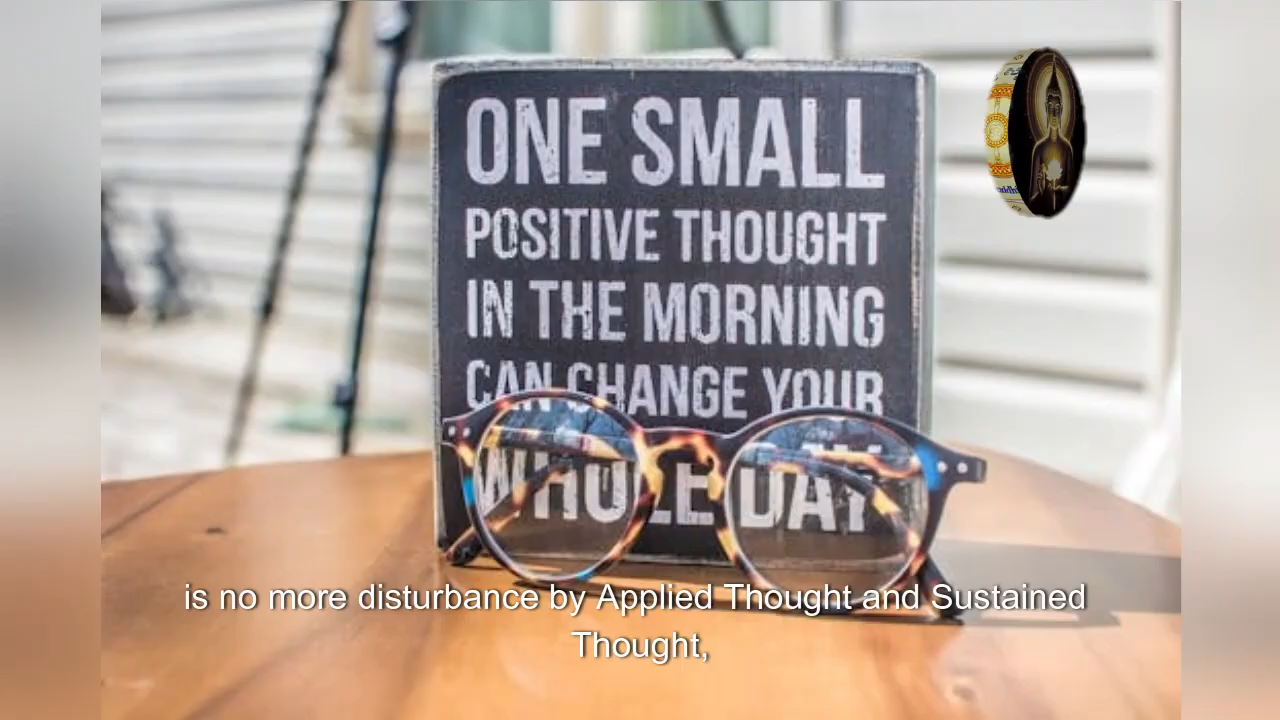 ONE SMALL
POSITIVE THOUGHT
IN THE MORNING
CAN CHANGE YOUR
WHOLE DAY
is no more disturbance by Applied Thought and Sustained
Thought,